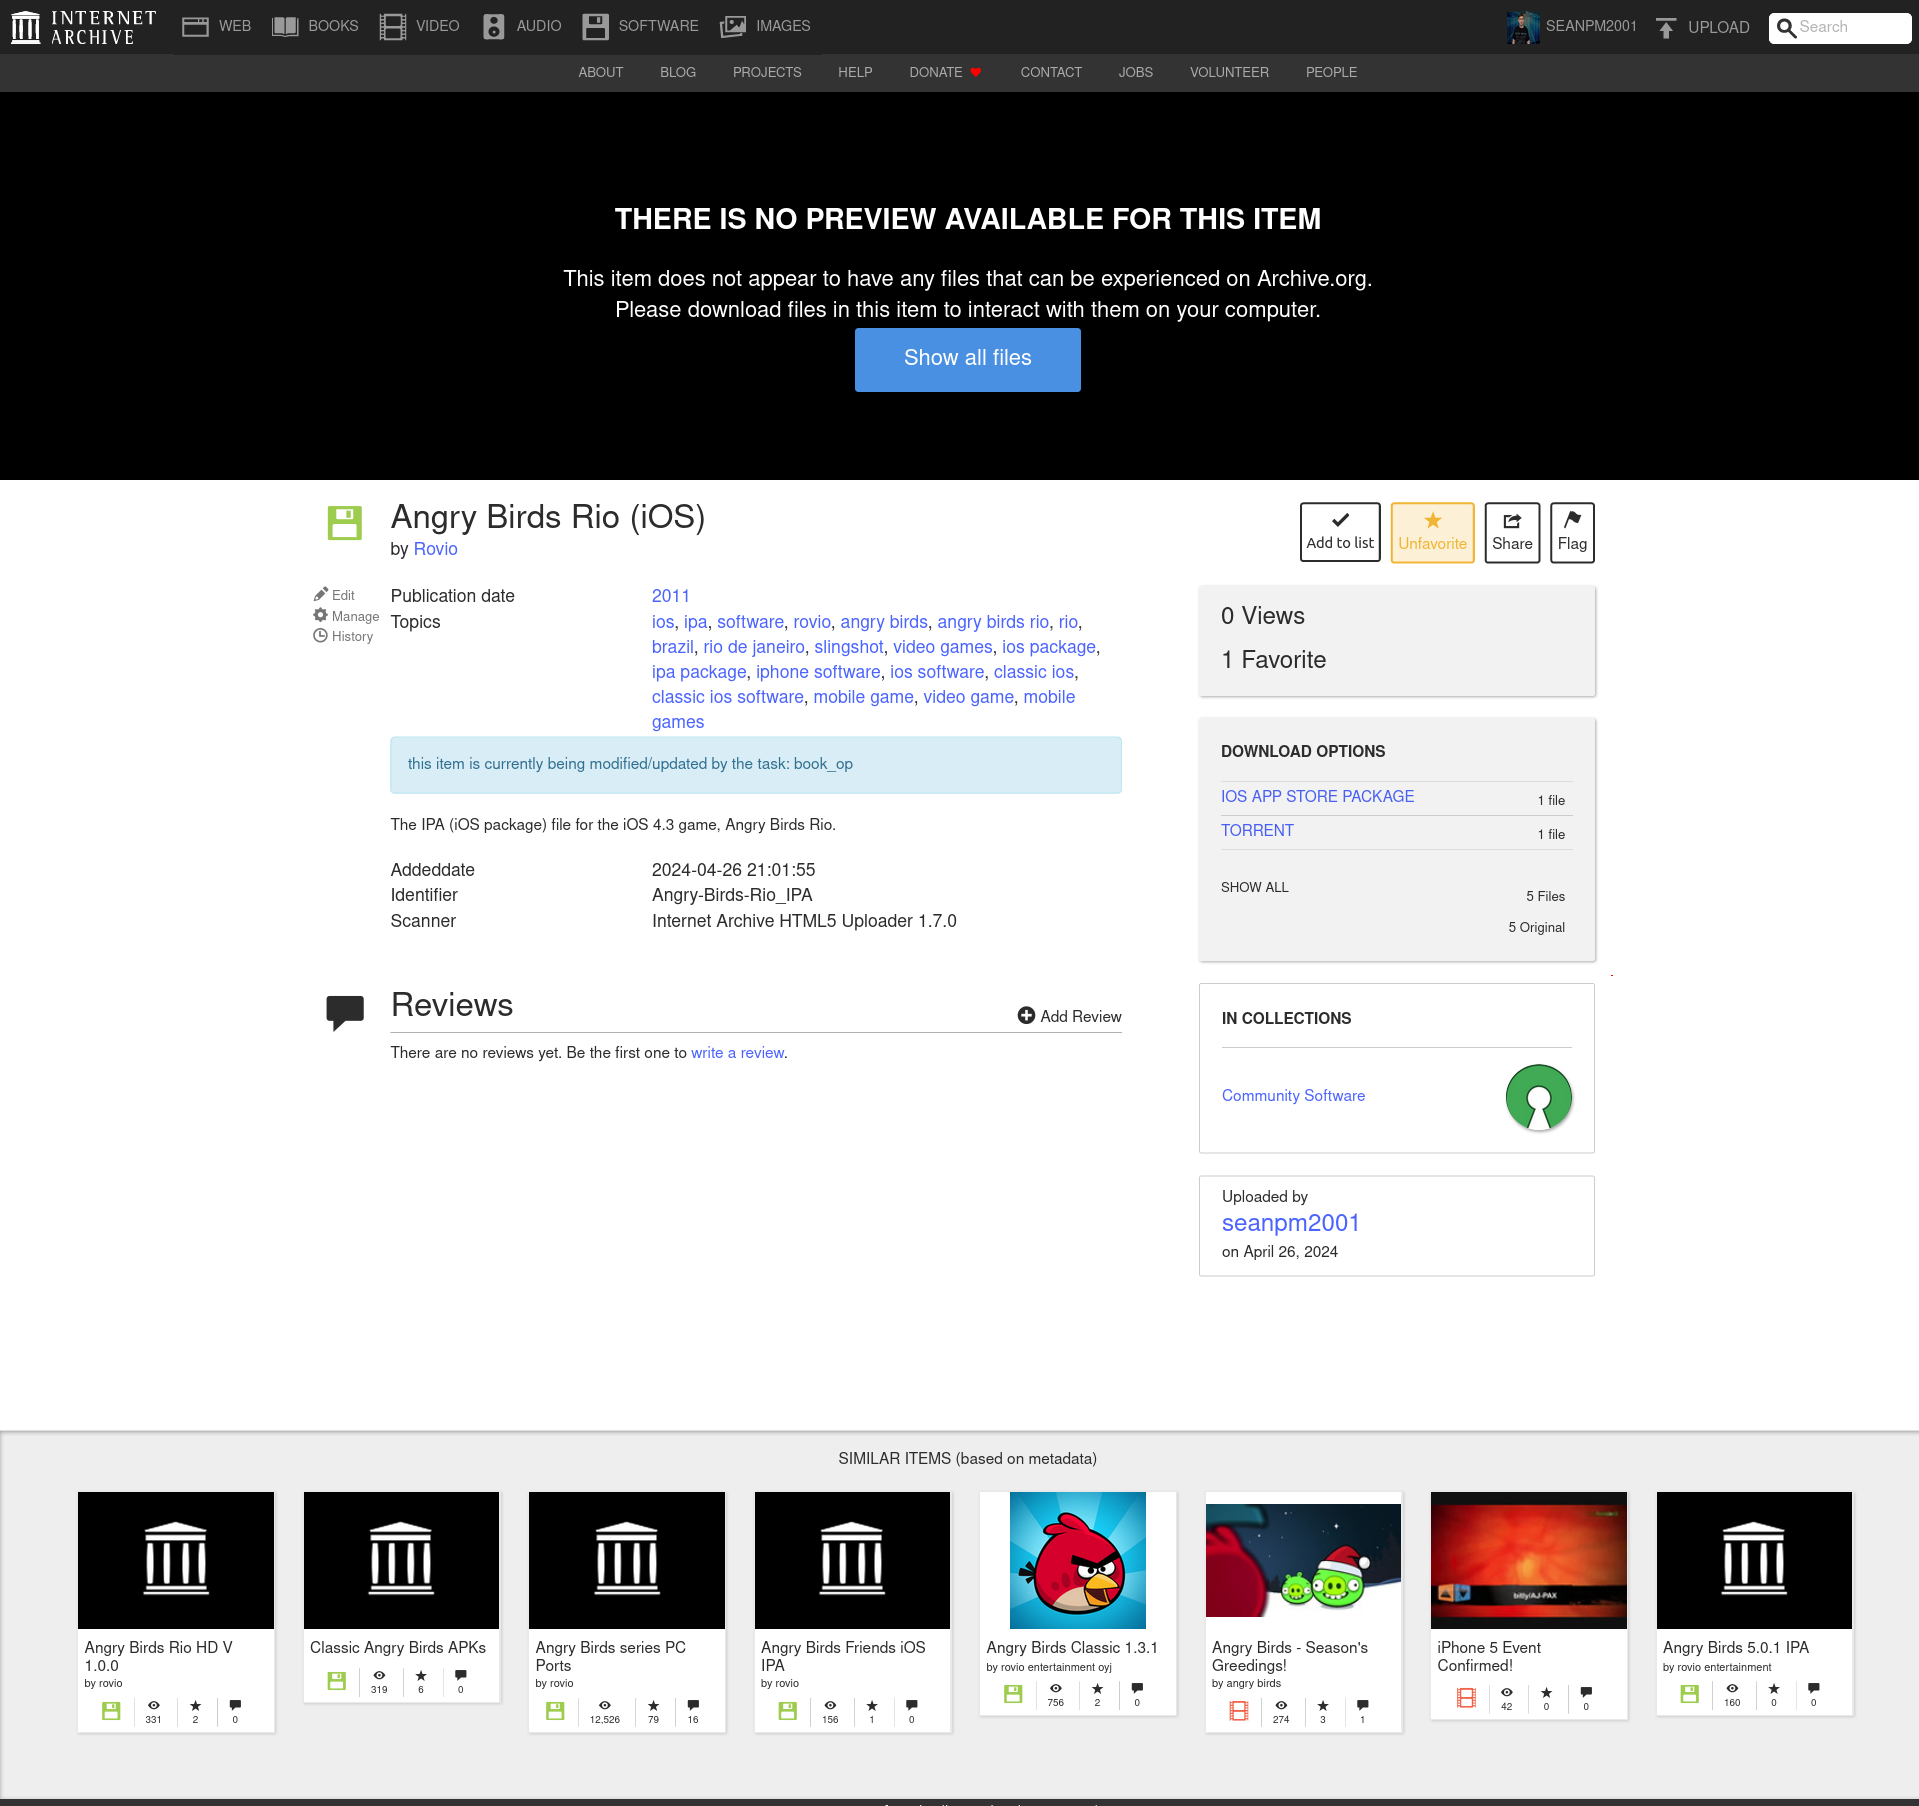 INTERNET ARCHIVE
WEB
BOOKS
VIDEO
AUDIO
SOFTWARE
IMAGES
SEANPM2001
UPLOAD
Search
ABOUT
BLOG
PROJECTS
HELP
DONATE
CONTACT
JOBS
VOLUNTEER
PEOPLE
THERE IS NO PREVIEW AVAILABLE FOR THIS ITEM
This item does not appear to have any files that can be experienced on Archive.org.
Please download files in this item to interact with them on your computer.
Show all files
Angry Birds Rio (iOS)
by Rovio
Add to list
Unfavorite
Share
Flag
Edit
Manage
History
Publication date 2011
Topics ios, ipa, software, rovio, angry birds, angry birds rio, rio,
brazil, rio de janeiro, slingshot, video games, ios package,
ipa package, iphone software, ios software, classic ios,
classic ios software, mobile game, video game, mobile
games
this item is currently being modified/updated by the task: book_op
The IPA (iOS package) file for the iOS 4.3 game, Angry Birds Rio.
Addeddate 2024-04-26 21:01:55
Identifier Angry-Birds-Rio_IPA
Scanner Internet Archive HTML5 Uploader 1.7.0
Reviews
Add Review
There are no reviews yet. Be the first one to write a review.
0 Views
1 Favorite
DOWNLOAD OPTIONS
IOS APP STORE PACKAGE 1 file
TORRENT 1 file
SHOW ALL
5 Files
5 Original
IN COLLECTIONS
Community Software
Uploaded by
seanpm2001
on April 26, 2024
SIMILAR ITEMS (based on metadata)
Angry Birds Rio HD V
1.0.0
by rovio
331 2 0
Classic Angry Birds APKs
319 6 0
Angry Birds series PC
Ports
by rovio
12,526 79 16
Angry Birds Friends iOS
IPA
by rovio
156 1 0
Angry Birds Classic 1.3.1
by rovio entertainment oyj
756 2 0
Angry Birds - Season's
Greedings!
by angry birds
274 3 1
bitly/AJ-PAX
iPhone 5 Event
Confirmed!
42 0 0
Angry Birds 5.0.1 IPA
by rovio entertainment
160 0 0